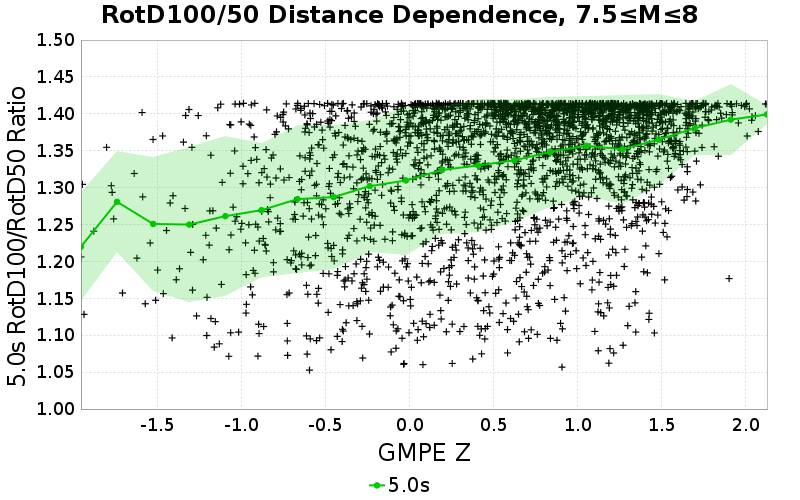 RotD100/50 Distance Dependence, 7.5≤M≤8
5.0s RotD100/RotD50 Ratio
1.50
1.45
1.40
1.35
1.30
1.25
1.20
1.15
1.10
1.05
1.00
-1.5 -1.0 -0.5 0.0 0.5 1.0 1.5 2.0
GMPE Z
5.0s